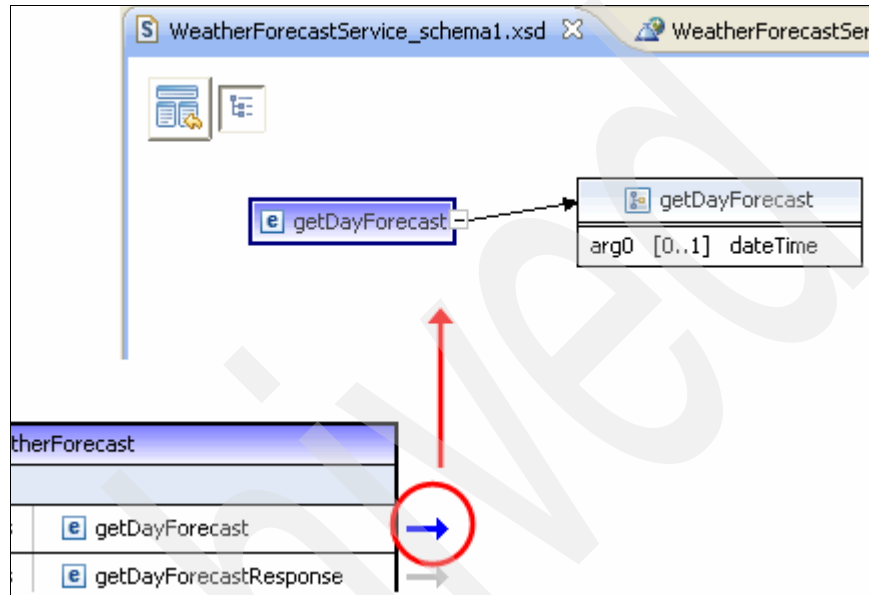 WeatherForecastService_schema1.xsd
WeatherForecastSer
getDayForecast
getDayForecast
arg0 [0..1] dateTime
therForecast
getDayForecast
getDayForecastResponse